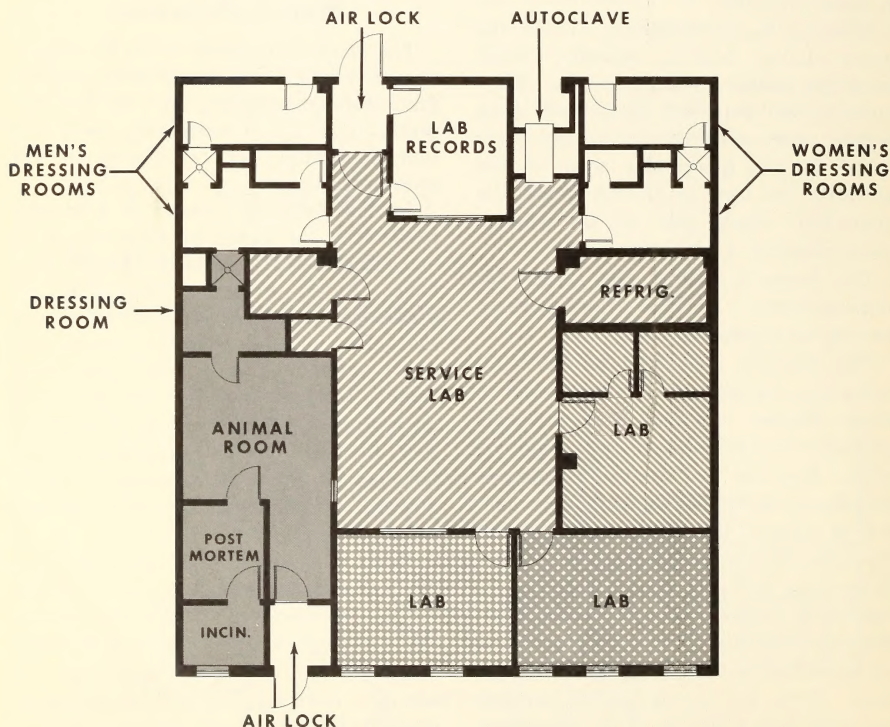 AIR LOCK
AUTOCLAVE
MEN'S
DRESSING
ROOMS
LAB
RECORDS
WOMEN'S
DRESSING
ROOMS
DRESSING
ROOM
REFRIG.
SERVICE
LAB
ANIMAL
ROOM
LAB
POST
MORTEM
LAB
LAB
INCIN.
AIR LOCK